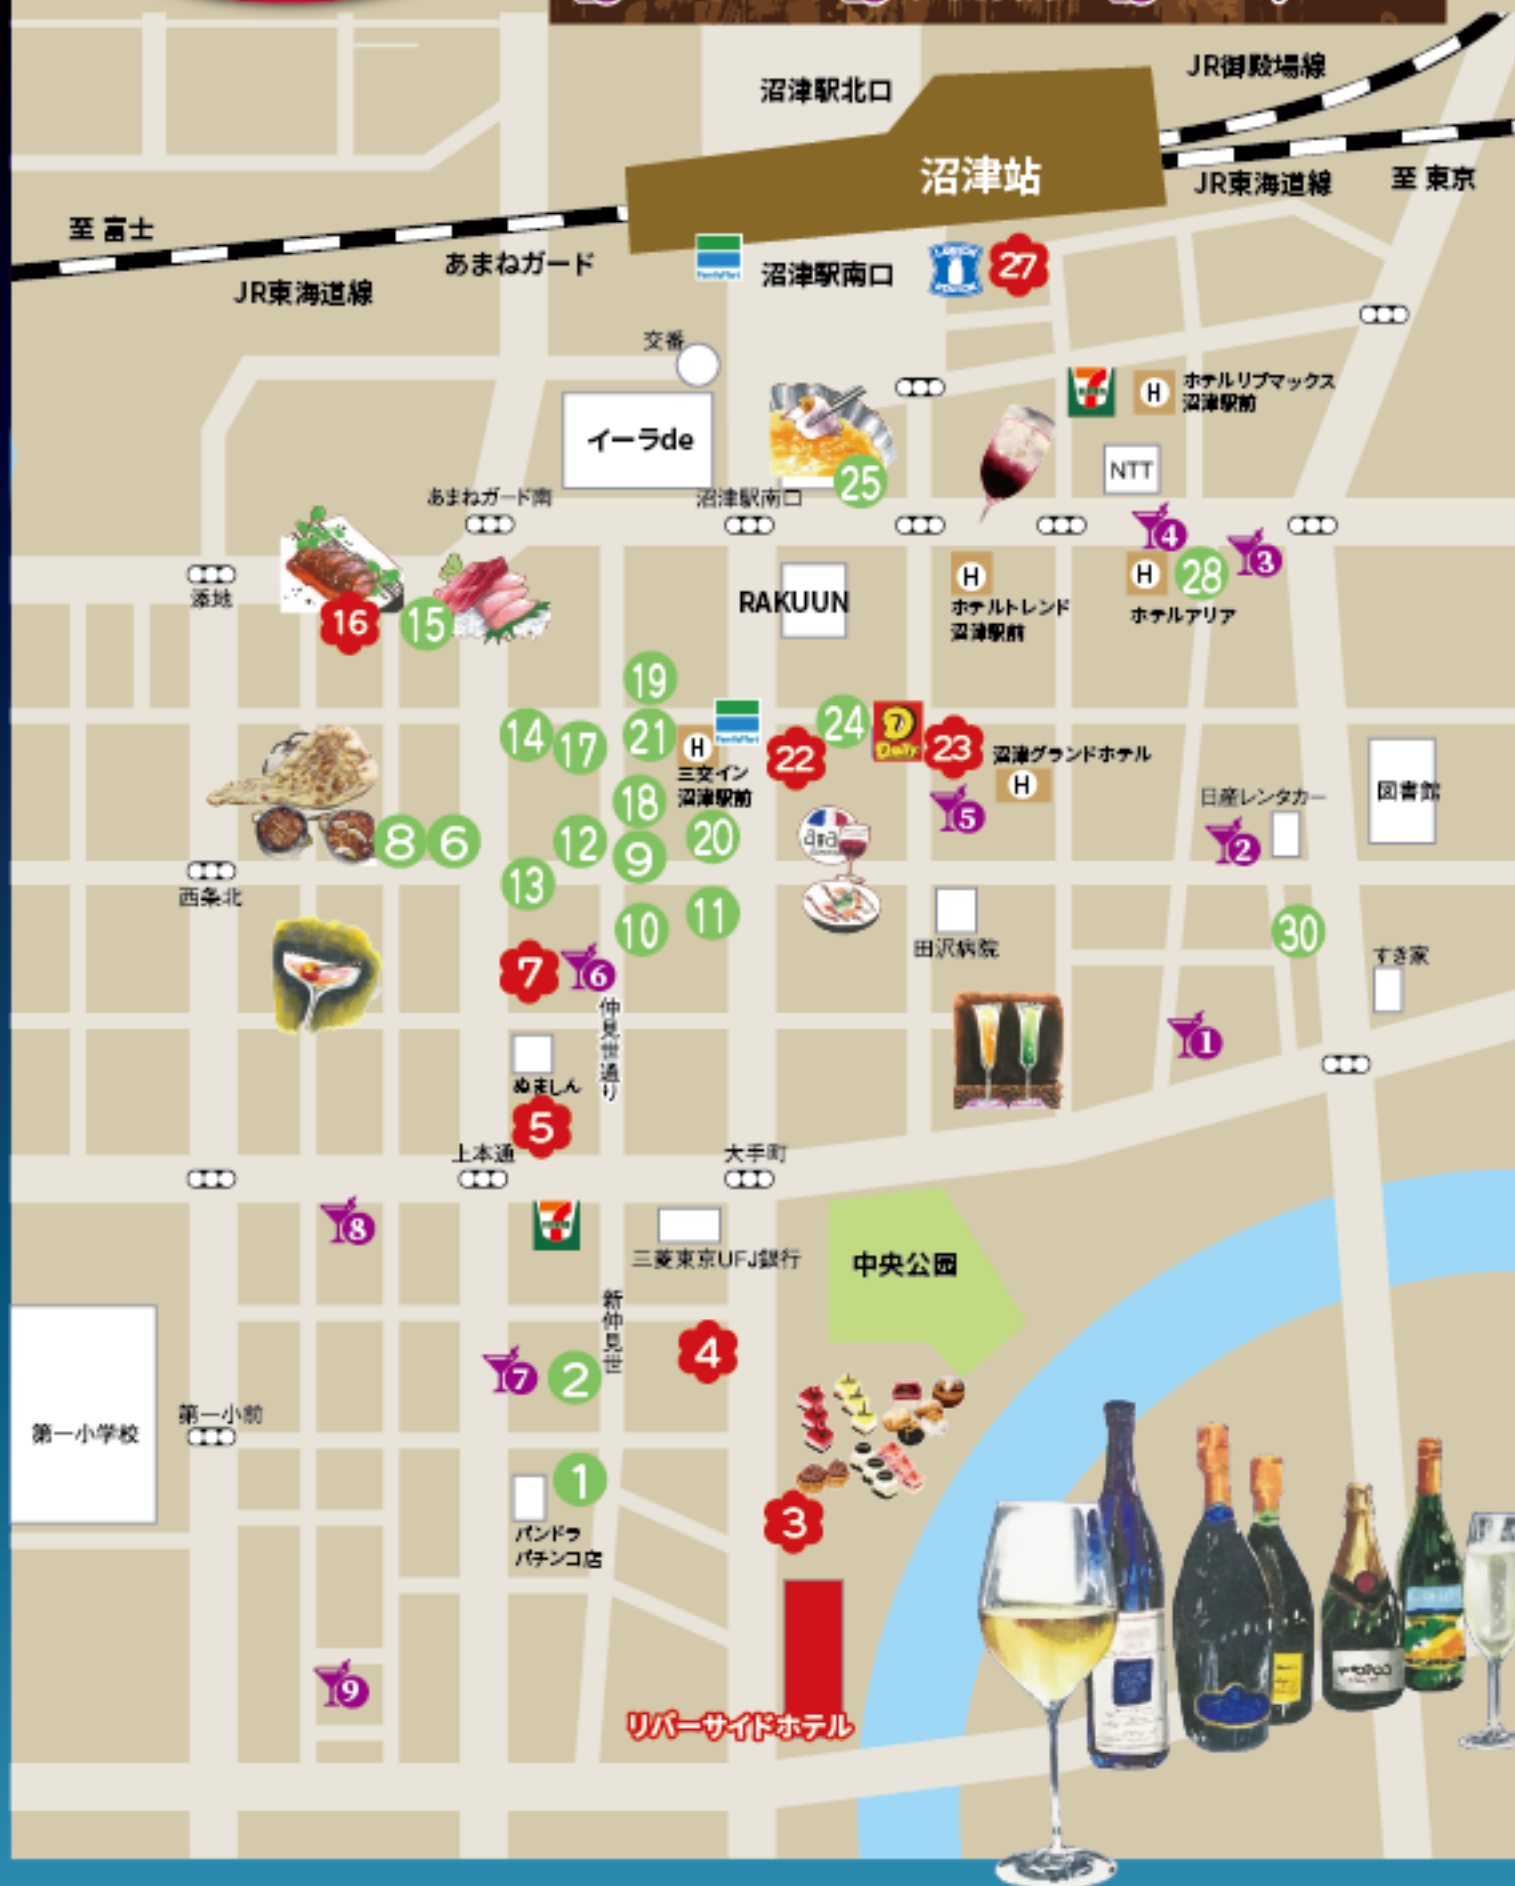 JR御殿場線
沼津駅北口
沼津站
JR東海道線
至 東京
至 富士
あまねガード
JR東海道線
FamilyMart
沼津駅南口
27
交番
イーラde
ホテルリブマックス
沼津駅前
NTT
25
あまねガード南
沼津駅南口
4
3
添地
16
15
RAKUUN
H
ホテルトレンド
沼津駅前
H
28
ホテルアリア
19
14
17
21
H
FamilyMart
三交イン
沼津駅前
22
24
D
Daily
23
沼津グランドホテル
H
5
日産レンタカー
2
図書館
18
8
6
12
9
20
13
10
11
西条北
田沢病院
30
すき家
7
6
仲見世通り
1
ぬましん
5
上本通
大手町
8
7
三菱東京UFJ銀行
中央公园
新仲見世
4
7
2
第一小学校
第一小前
1
パンドラ
パチンコ店
3
9
リバーサイドホテル
H
7